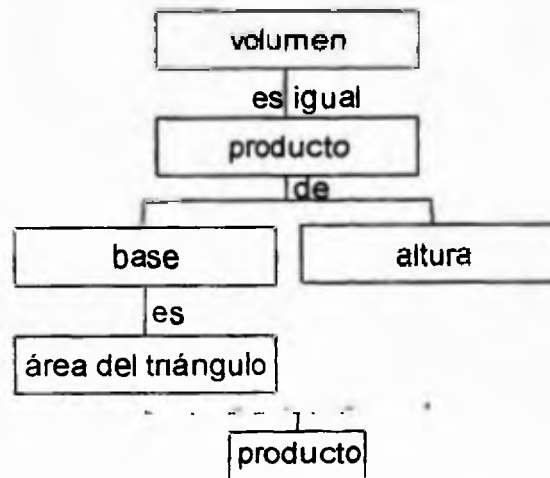 volumen
es igual
producto
de
base
altura
es
área del triángulo
producto